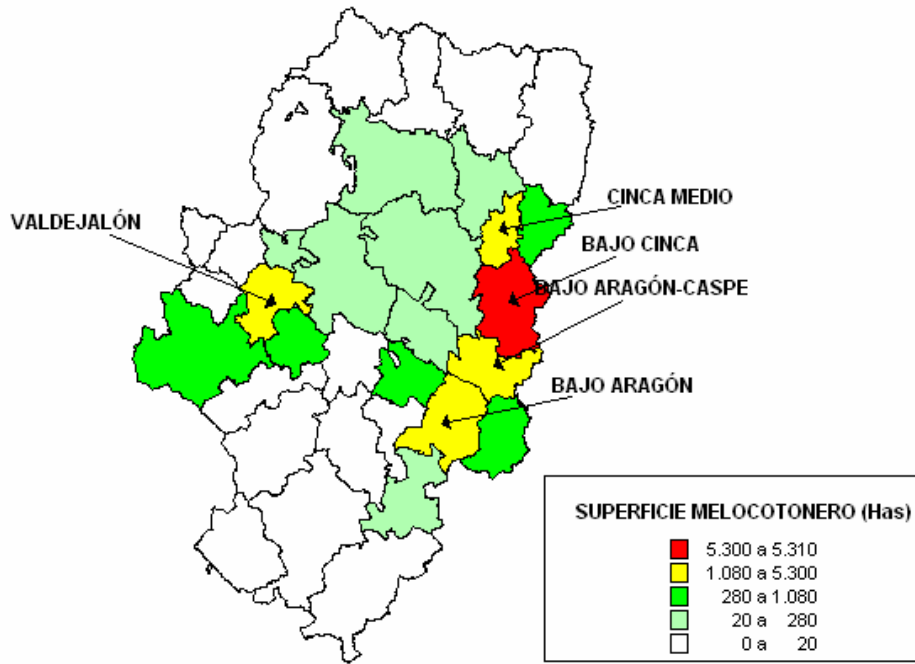 CINCA MEDIO
VALDEJALÓN
BAJO CINCA
BAJO ARAGÓN-CASPE
BAJO ARAGÓN
SUPERFICIE MELOCOTONERO (Has)
5.300 a 5.310
1.080 a 5.300
280 a 1.080
20 a 280
0 a 20